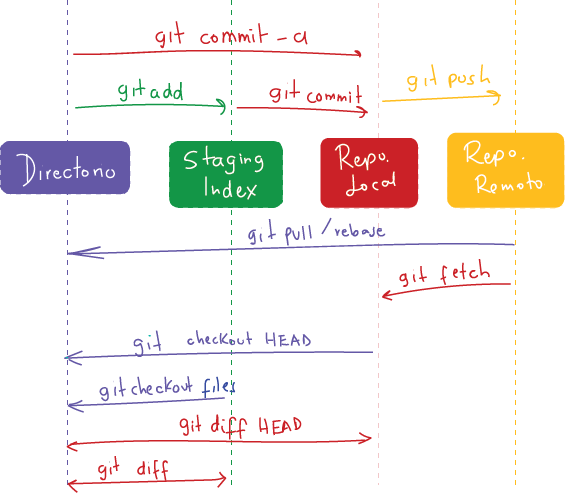 git commit -a
git add
git commit
git push
Directorio
Staging
Index
Repo.
Local
Repo.
Remoto
git pull / rebase
git fetch
git checkout HEAD
git checkout files
git diff HEAD
git diff